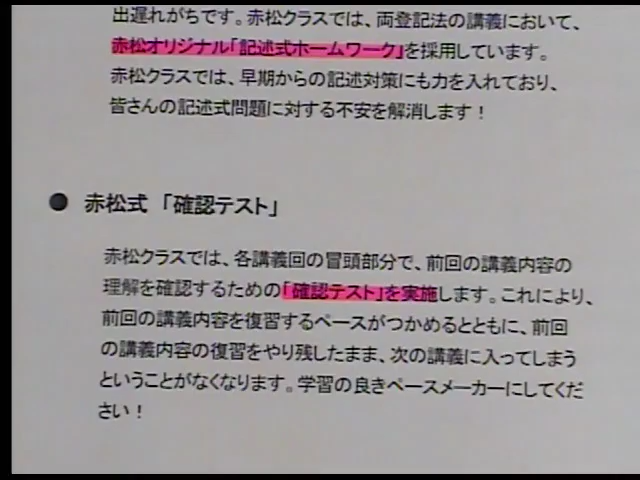 出遅れがちです。赤松クラスでは、両登記法の講義において、
赤松オリジナル「記述式ホームワーク」を採用しています。
赤松クラスでは、早期からの記述対策にも力を入れており、
皆さんの記述式問題に対する不安を解消します！
● 赤松式 「確認テスト」
赤松クラスでは、各講義回の冒頭部分で、前回の講義内容の
理解を確認するための「確認テスト」を実施します。これにより、
前回の講義内容を復習するペースがつかめるとともに、前回
の講義内容の復習をやり残したまま、次の講義に入ってしまう
ということがなくなります。学習の良きペースメーカーにしてくだ
さい！